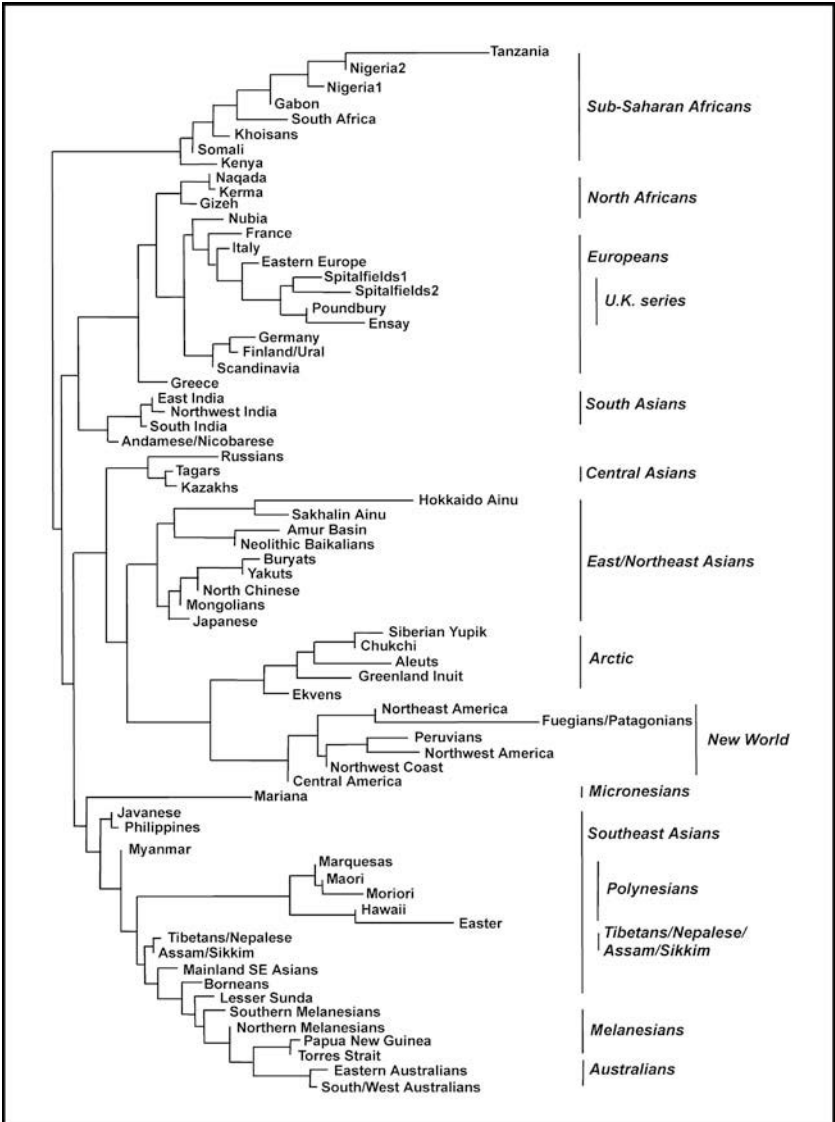 Tanzania
Nigeria2
Nigeria1
Gabon
South Africa
Khoisans
Somali
Kenya
Sub-Saharan Africans
Naqada
Kerma
Gizeh
North Africans
Nubia
France
Italy
Eastern Europe
Spitalfields1
Spitalfields2
Poundbury
Ensay
Germany
Finland/Ural
Scandinavia
Greece
Europeans
U.K. series
East India
Northwest India
South India
Andamese/Nicobarese
South Asians
Russians
Tagars
Kazakhs
Central Asians
Hokkaido Ainu
Sakhalin Ainu
Amur Basin
Neolithic Baikalians
Buryats
Yakuts
North Chinese
Mongolians
Japanese
East/Northeast Asians
Siberian Yupik
Chukchi
Aleuts
Greenland Inuit
Ekvens
Arctic
Northeast America
Fuegians/Patagonians
Peruvians
Northwest America
Northwest Coast
Central America
New World
Mariana
Micronesians
Javanese
Philippines
Myanmar
Southeast Asians
Marquesas
Maori
Moriori
Hawaii
Easter
Polynesians
Tibetans/Nepalese
Assam/Sikkim
Tibetans/Nepalese/
Assam/Sikkim
Mainland SE Asians
Borneans
Lesser Sunda
Southern Melanesians
Northern Melanesians
Papua New Guinea
Torres Strait
Melanesians
Eastern Australians
South/West Australians
Australians